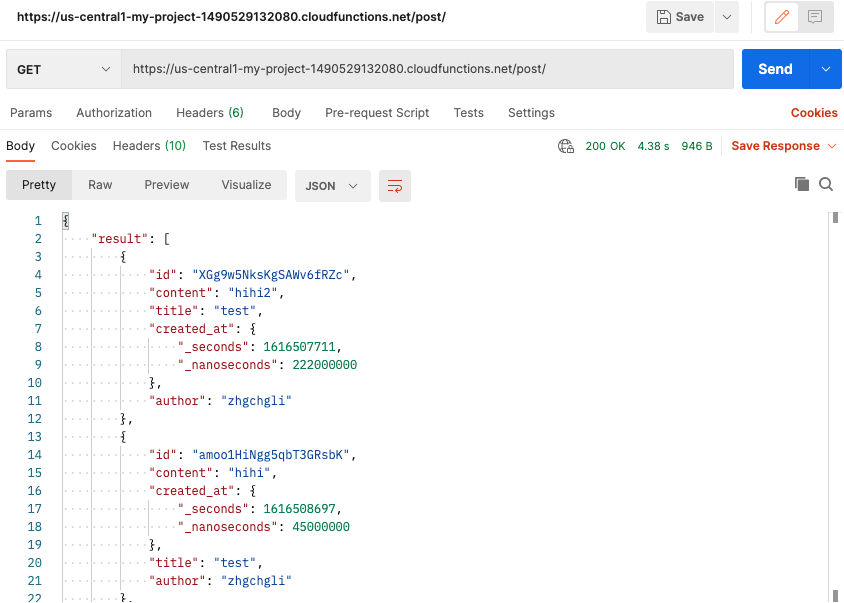 https://us-central1-my-project-1490529132080.cloudfunctions.net/post/ Save
GET https://us-central1-my-project-1490529132080.cloudfunctions.net/post/ Send
Params Authorization Headers (6) Body Pre-request Script Tests Settings Cookies
Body Cookies Headers (10) Test Results 200 OK 4.38 s 946 B Save Response
Pretty Raw Preview Visualize JSON
1 {
2 "result": [
3 {
4 "id": "XGg9w5NksKgSAWv6fRZc",
5 "content": "hihi2",
6 "title": "test",
7 "created_at": {
8 "_seconds": 1616507711,
9 "_nanoseconds": 222000000
10 },
11 "author": "zhgchgli"
12 },
13 {
14 "id": "amoo1HiNgg5qbT3GRsbK",
15 "content": "hihi",
16 "created_at": {
17 "_seconds": 1616508697,
18 "_nanoseconds": 45000000
19 },
20 "title": "test",
21 "author": "zhgchgli"
22 },